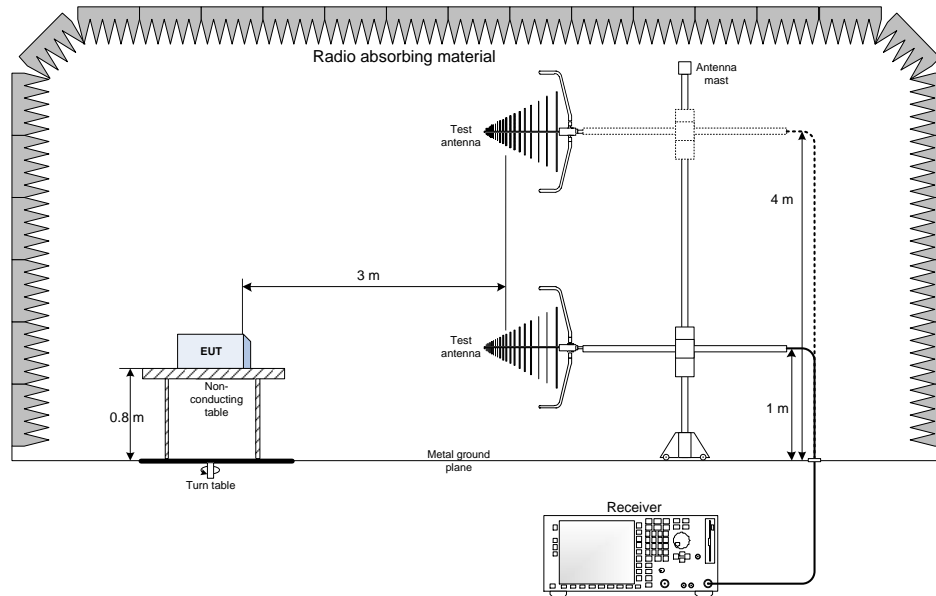 Radio absorbing material
Antenna
mast
Test
antenna
4 m
3 m
Test
antenna
EUT
Non-
conducting
table
0.8 m
1 m
Metal ground
plane
Turn table
Receiver